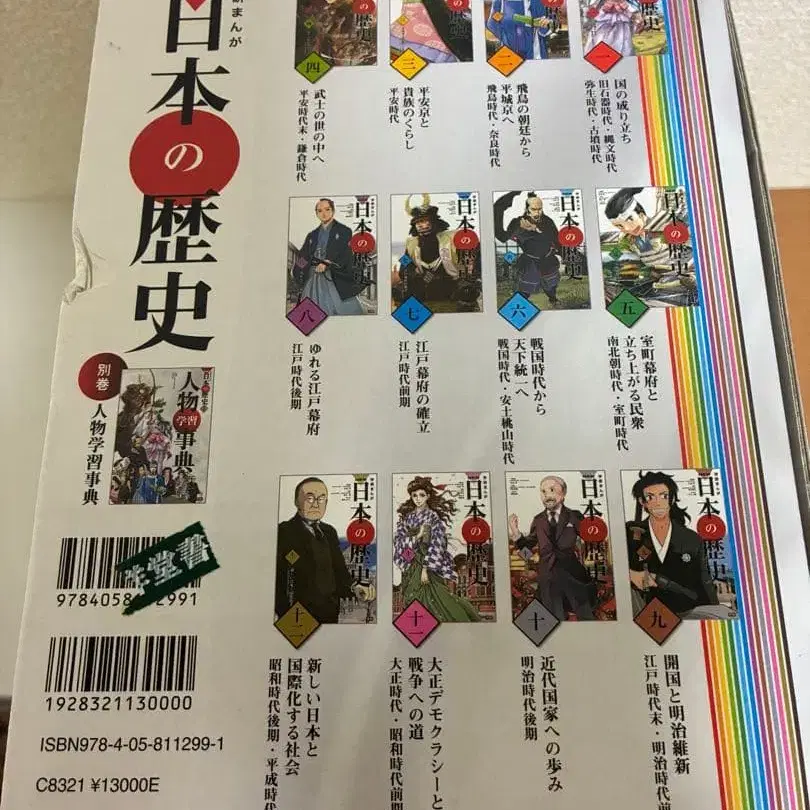 研まんが
日本の歴史
別巻
人物学習事典
人物
学習
事典
一
国の成り立ち
旧石器時代・縄文時代
弥生時代・古墳時代
二
飛鳥の朝廷から
平城京へ
飛鳥時代・奈良時代
三
平安京と
貴族のくらし
平安時代
四
武士の世の中へ
平安時代末・鎌倉時代
日本の歴史
五
室町幕府と
立ち上がる民衆
南北朝時代・室町時代
日本の歴史
六
戦国時代から
天下統一へ
戦国時代・安土桃山時代
日本の歴史
七
江戸幕府の確立
江戸時代前期
日本の歴史
八
ゆれる江戸幕府
江戸時代後期
日本の歴史
九
開国と明治維新
江戸時代末・明治時代前
日本の歴史
十
近代国家への歩み
明治時代後期
日本の歴史
十一
大正デモクラシーと
戦争への道
大正時代・昭和時代前
日本の歴史
十二
新しい日本と
国際化する社会
昭和時代後期・平成時代
堂書
9784058 2991
1928321130000
ISBN978-4-05-811299-1
C8321 ¥13000E